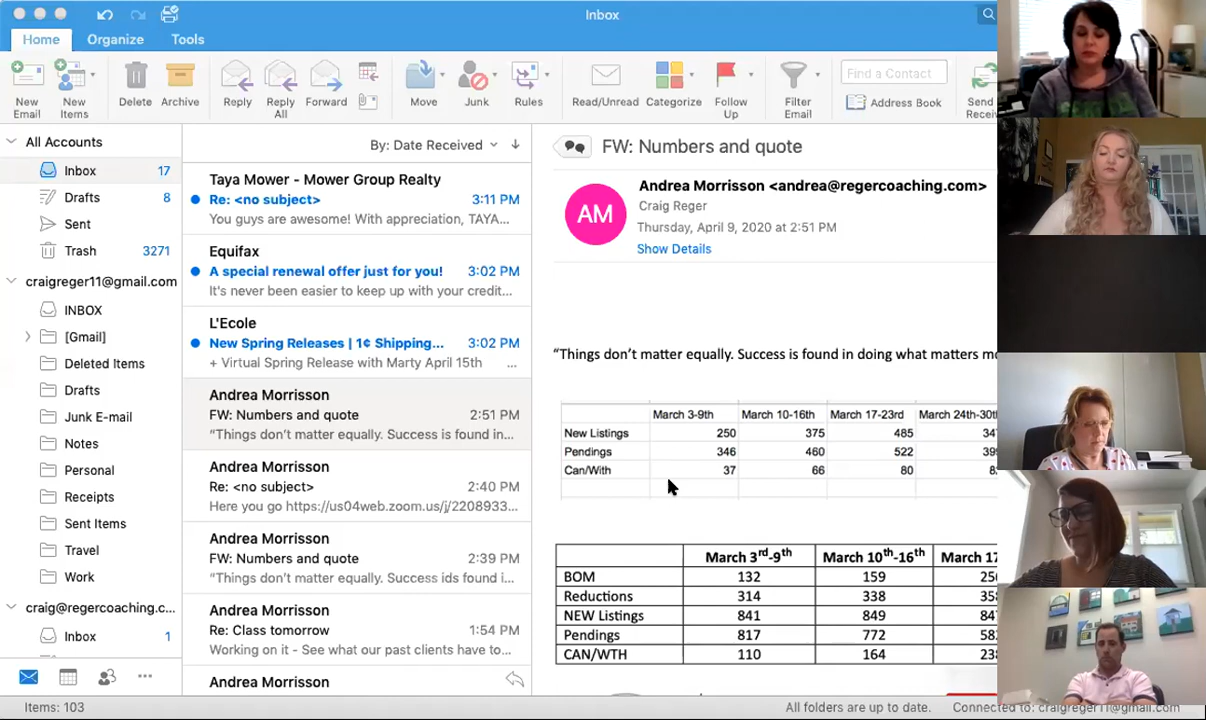 Inbox
Home Organize Tools
New Email
New Items
Delete
Archive
Reply
Reply All
Forward
Move
Junk
Rules
Read/Unread
Categorize
Follow Up
Filter Email
Find a Contact
Address Book
Send
All Accounts
Inbox 17
Drafts 8
Sent
Trash 3271
craigreger11@gmail.com
INBOX
[Gmail]
Deleted Items
Drafts
Junk E-mail
Notes
Personal
Receipts
Sent Items
Travel
Work
craig@regercoaching.c...
Inbox 1
Items: 103
By: Date Received
Taya Mower - Mower Group Realty
Re: <no subject> 3:11 PM
You guys are awesome! With appreciation, TAYA...
Equifax
A special renewal offer just for you! 3:02 PM
It's never been easier to keep up with your credit...
L'Ecole
New Spring Releases | 1¢ Shipping... 3:02 PM
+ Virtual Spring Release with Marty April 15th ...
Andrea Morrisson
FW: Numbers and quote 2:51 PM
“Things don’t matter equally. Success is found in...
Andrea Morrisson
Re: <no subject> 2:40 PM
Here you go https://us04web.zoom.us/j/2208933...
Andrea Morrisson
FW: Numbers and quote 2:39 PM
“Things don’t matter equally. Success ids found i...
Andrea Morrisson
Re: Class tomorrow 1:54 PM
Working on it - See what our past clients have to...
Andrea Morrisson
FW: Numbers and quote
AM
Andrea Morrisson <andrea@regercoaching.com>
Craig Reger
Thursday, April 9, 2020 at 2:51 PM
Show Details
“Things don’t matter equally. Success is found in doing what matters
March 3-9th March 10-16th March 17-23rd March 24th-30th
New Listings 250 375 485
Pendings 346 460 522
Can/With 37 66 80
March 3rd-9th March 10th-16th March 17
BOM 132 159
Reductions 314 338
NEW Listings 841 849
Pendings 817 772
CAN/WTH 110 164
All folders are up to date. Connected to: craigreger11@gmail.com